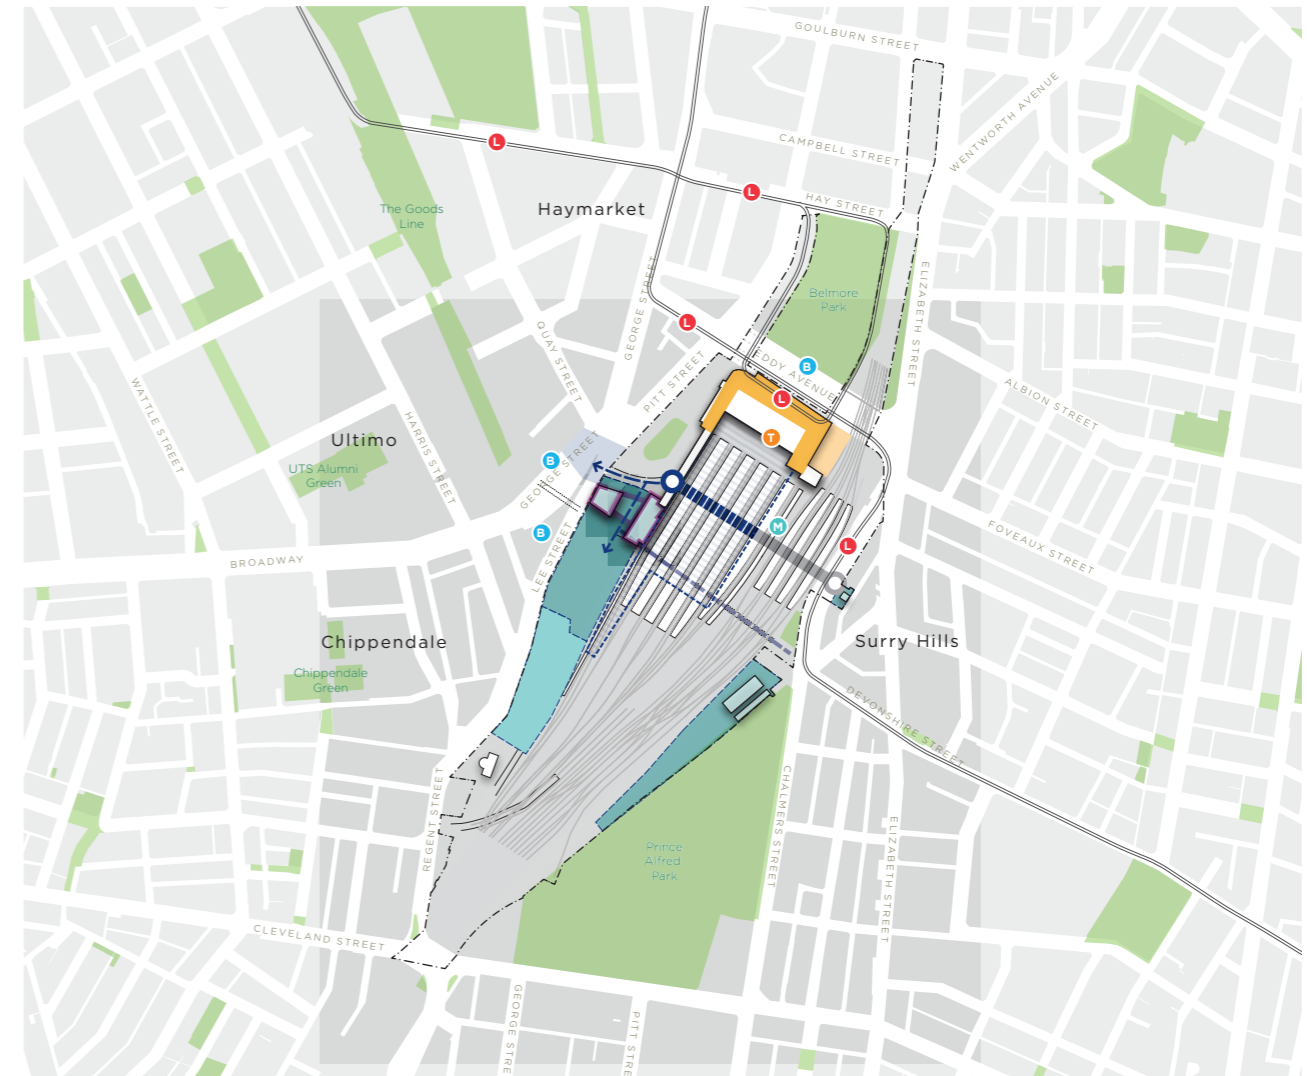 GOULBURN STREET
WENTWORTH AVENUE
L
CAMPBELL STREET
L
HAY STREET
The Goods
Line
Haymarket
ELIZABETH STREET
GEORGE STREET
Belmore
Park
L
QUAY STREET
PITT STREET
EDDY AVENUE
B
WATTLE STREET
ALBION STREET
L
HARRIS STREET
Ultimo
T
GEORGE STREET
B
UTS Alumni
Green
GEORGE STREET
M
B
L
FOVEAUX STREET
BROADWAY
LEE STREET
Chippendale
Surry Hills
Chippendale
Green
DEVONSHIRE STREET
REGENT STREET
CHALMERS STREET
ELIZABETH STREET
Prince
Alfred
Park
CLEVELAND STREET
GEORGE STRE
PITT STRE